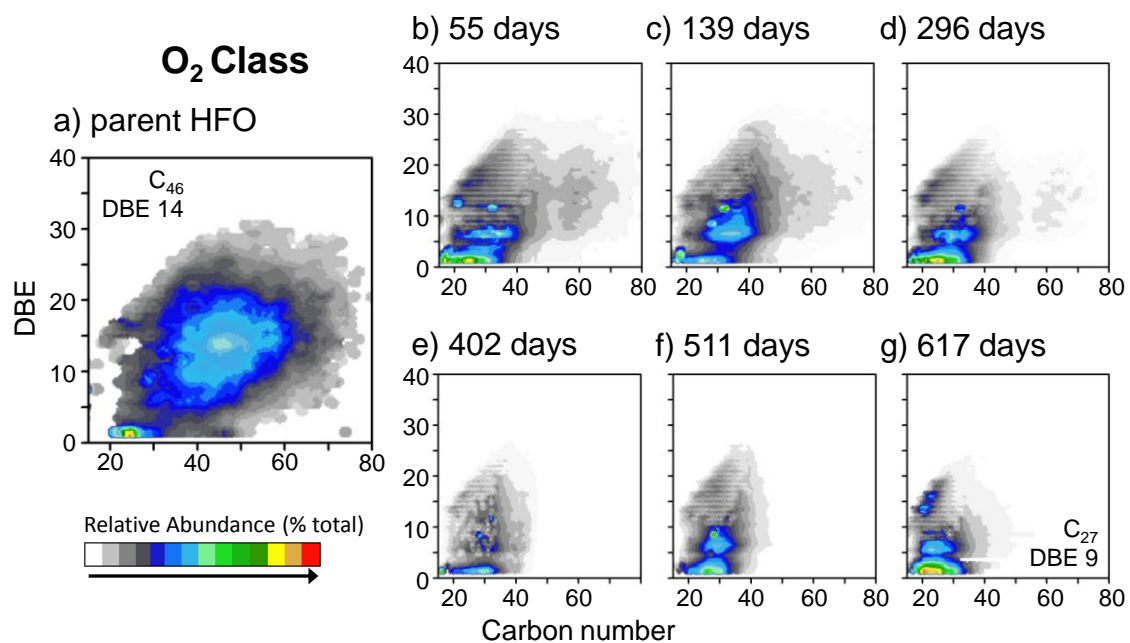 O₂ Class
a) parent HFO
C₄₆
DBE 14
DBE
40
30
20
10
0
20 40 60 80
Relative Abundance (% total)
b) 55 days
40
30
20
10
0
20 40 60 80
c) 139 days
20 40 60 80
d) 296 days
20 40 60 80
e) 402 days
40
30
20
10
0
20 40 60 80
f) 511 days
20 40 60 80
g) 617 days
C₂₇
DBE 9
20 40 60 80
Carbon number